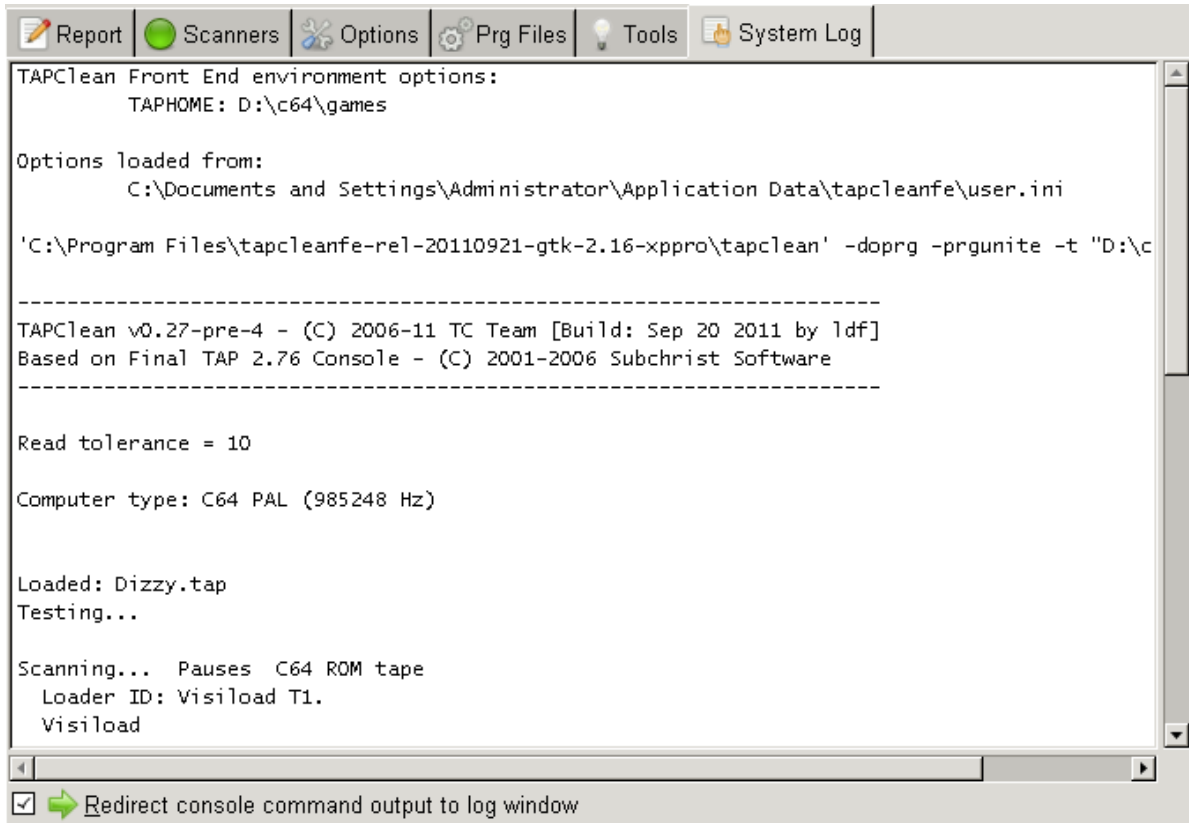 Report Scanners Options Prg Files Tools System Log
TAPClean Front End environment options:
TAPHOME: D:\c64\games
Options loaded from:
C:\Documents and Settings\Administrator\Application Data\tapcleanfe\user.ini
'C:\Program Files\tapcleanfe-rel-20110921-gtk-2.16-xppro\tapclean' -doprg -prgunite -t "D:\c
---------------------------------------------------------------------
TAPClean v0.27-pre-4 - (C) 2006-11 TC Team [Build: Sep 20 2011 by ldf]
Based on Final TAP 2.76 Console - (C) 2001-2006 Subchrist Software
---------------------------------------------------------------------
Read tolerance = 10
Computer type: C64 PAL (985248 Hz)
Loaded: Dizzy.tap
Testing...
Scanning... Pauses C64 ROM tape
Loader ID: Visiload T1.
Visiload
Redirect console command output to log window